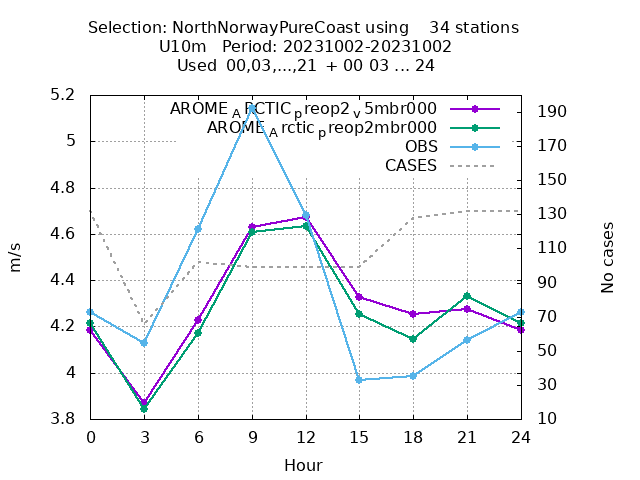 Selection: NorthNorwayPureCoast using    34 stations
U10m   Period: 20231002-20231002
Used  00,03,...,21  + 00 03 ... 24
5.2
5
4.8
4.6
4.4
4.2
4
3.8
m/s
AROME_ARCTIC_preop2_v5mbr000
AROME_Arctic_preop2mbr000
OBS
CASES
190
170
150
130
110
90
70
50
30
10
No cases
0 3 6 9 12 15 18 21 24
Hour